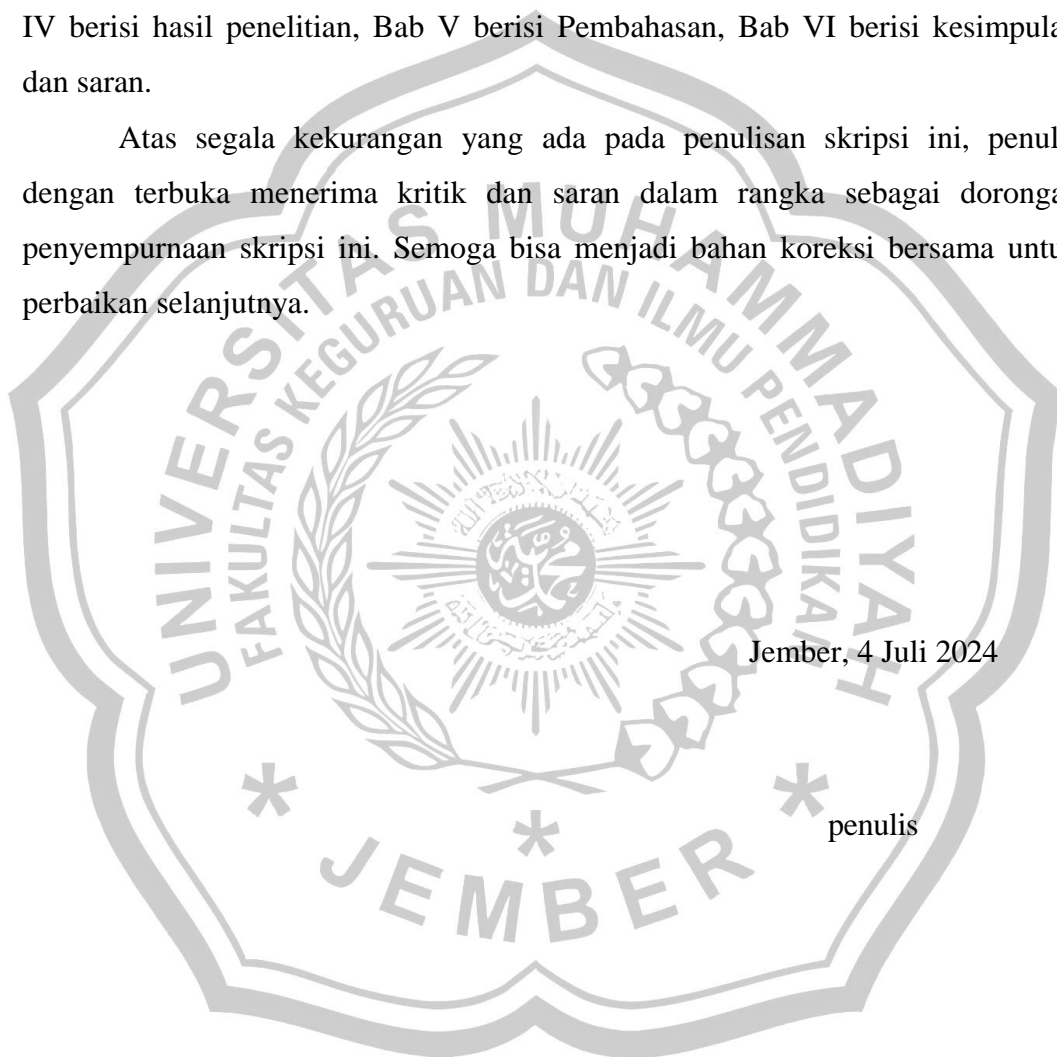 IV berisi hasil penelitian, Bab V berisi Pembahasan, Bab VI berisi kesimpula
dan saran.
Atas segala kekurangan yang ada pada penulisan skripsi ini, penul
dengan terbuka menerima kritik dan saran dalam rangka sebagai doronga
penyempurnaan skripsi ini. Semoga bisa menjadi bahan koreksi bersama untu
perbaikan selanjutnya.
UNIVERSITAS MUHAMMADIYAH
FAKULTAS KEGURUAN DAN ILMU PENDIDIKAN
Jember, 4 Juli 2024
penulis
* JEMBER *
*